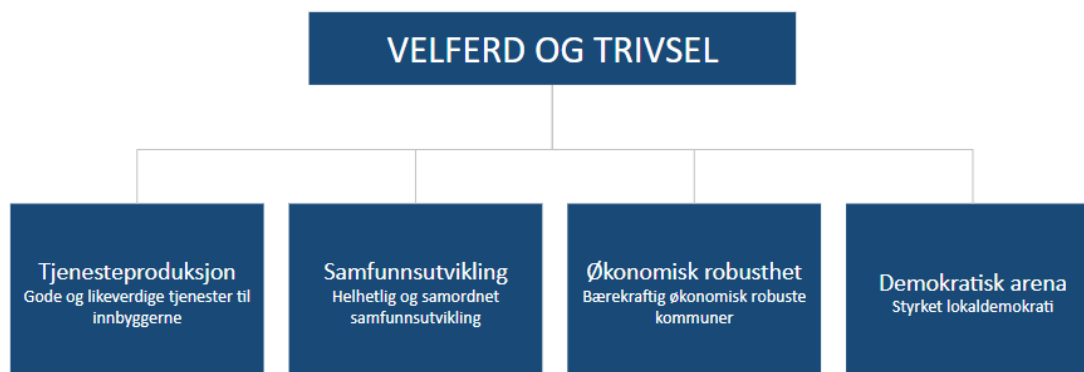 VELFERD OG TRIVSEL
Tjenesteproduksjon
Gode og likeverdige tjenester til
innbyggerne
Samfunnsutvikling
Helhetlig og samordnet
samfunnsutvikling
Økonomisk robusthet
Bærekraftig økonomisk robuste
kommuner
Demokratisk arena
Styrket lokaldemokrati